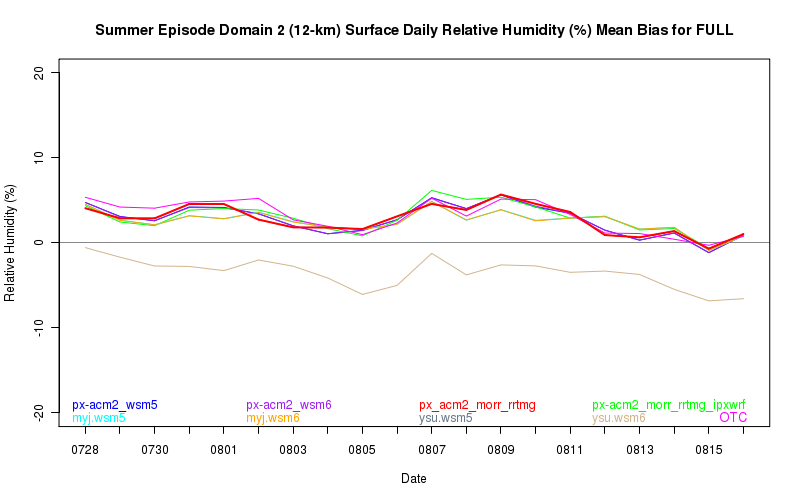 Summer Episode Domain 2 (12-km) Surface Daily Relative Humidity (%) Mean Bias for FULL
Relative Humidity (%)
20
10
0
-10
-20
px-acm2_wsm5 px-acm2_wsm6 px_acm2_morr_rrtmg px-acm2_morr_rrtmg_ipxwrf
myj.wsm5 myj.wsm6 ysu.wsm5 ysu.wsm6 OTC
0728 0730 0801 0803 0805 0807 0809 0811 0813 0815
Date